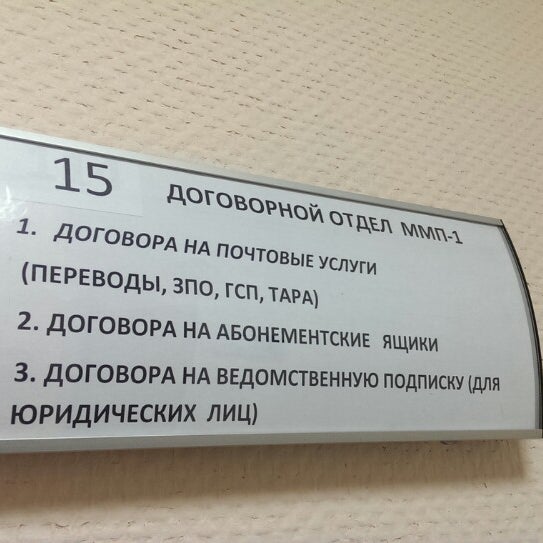 15 ДОГОВОРНОЙ ОТДЕЛ ММП-1
1. ДОГОВОРА НА ПОЧТОВЫЕ УСЛУГИ
(ПЕРЕВОДЫ, ЗПО, ГСП, ТАРА)
2. ДОГОВОРА НА АБОНЕМЕНТСКИЕ ЯЩИКИ
3. ДОГОВОРА НА ВЕДОМСТВЕННУЮ ПОДПИСКУ (ДЛЯ
ЮРИДИЧЕСКИХ ЛИЦ)